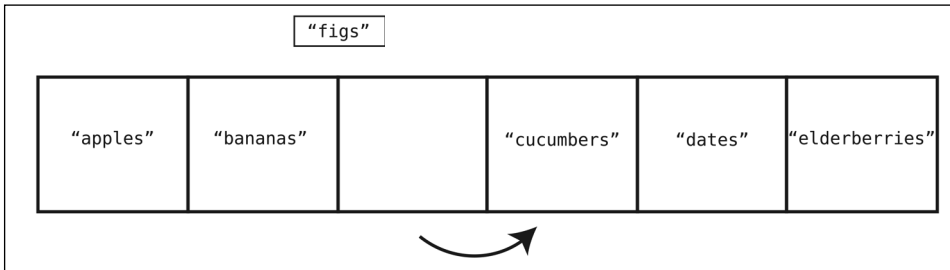 “figs”
“apples” “bananas” “cucumbers” “dates” “elderberries”